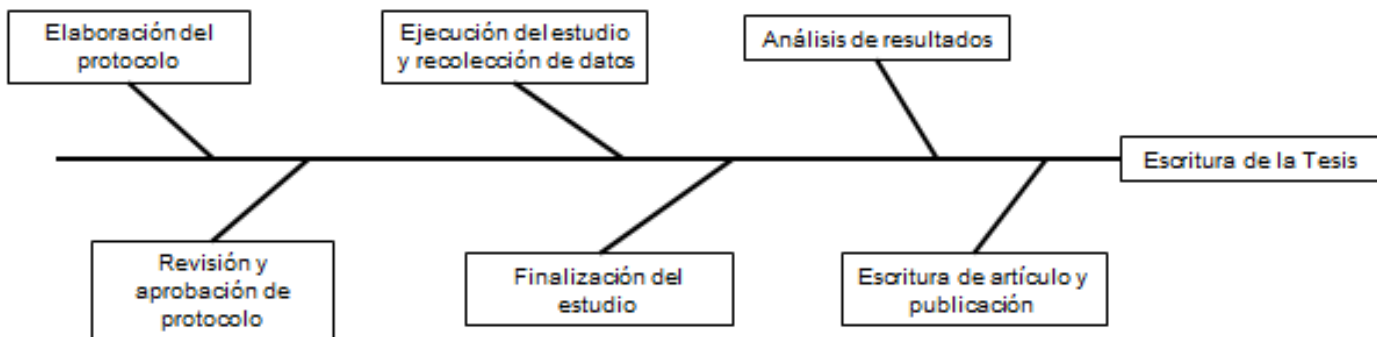 Elaboración del
protocolo
Ejecución del estudio
y recolección de datos
Análisis de resultados
Escritura de la Tesis
Revisión y
aprobación de
protocolo
Finalización del
estudio
Escritura de artículo y
publicación